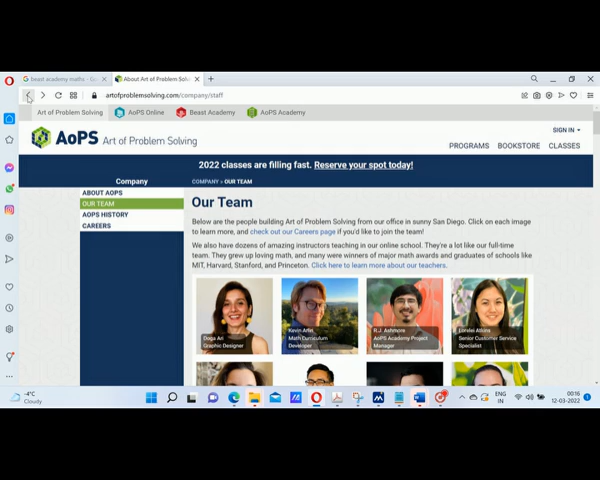 beast academy maths - Go
About Art of Problem Solv
artofproblemsolving.com/company/staff
Art of Problem Solving
AoPS Online
Beast Academy
AoPS Academy
AoPS Art of Problem Solving
SIGN IN
PROGRAMS BOOKSTORE CLASSES
2022 classes are filling fast. Reserve your spot today!
Company
COMPANY » OUR TEAM
ABOUT AOPS
OUR TEAM
AOPS HISTORY
CAREERS
Our Team
Below are the people building Art of Problem Solving from our office in sunny San Diego. Click on each image
to learn more, and check out our Careers page if you'd like to join the team!
We also have dozens of amazing instructors teaching in our online school. They're a lot like our full-time
team. They grew up loving math, and many were winners of major math awards and graduates of schools like
MIT, Harvard, Stanford, and Princeton. Click here to learn more about our teachers.
Doga Ari
Graphic Designer
Kevin Arfin
Math Curriculum
Developer
R.J. Ashmore
AoPS Academy Project
Manager
Lorelei Atkins
Senior Customer Service
Specialist
-4°C
Cloudy
ENG
IN
00:16
12-03-2022